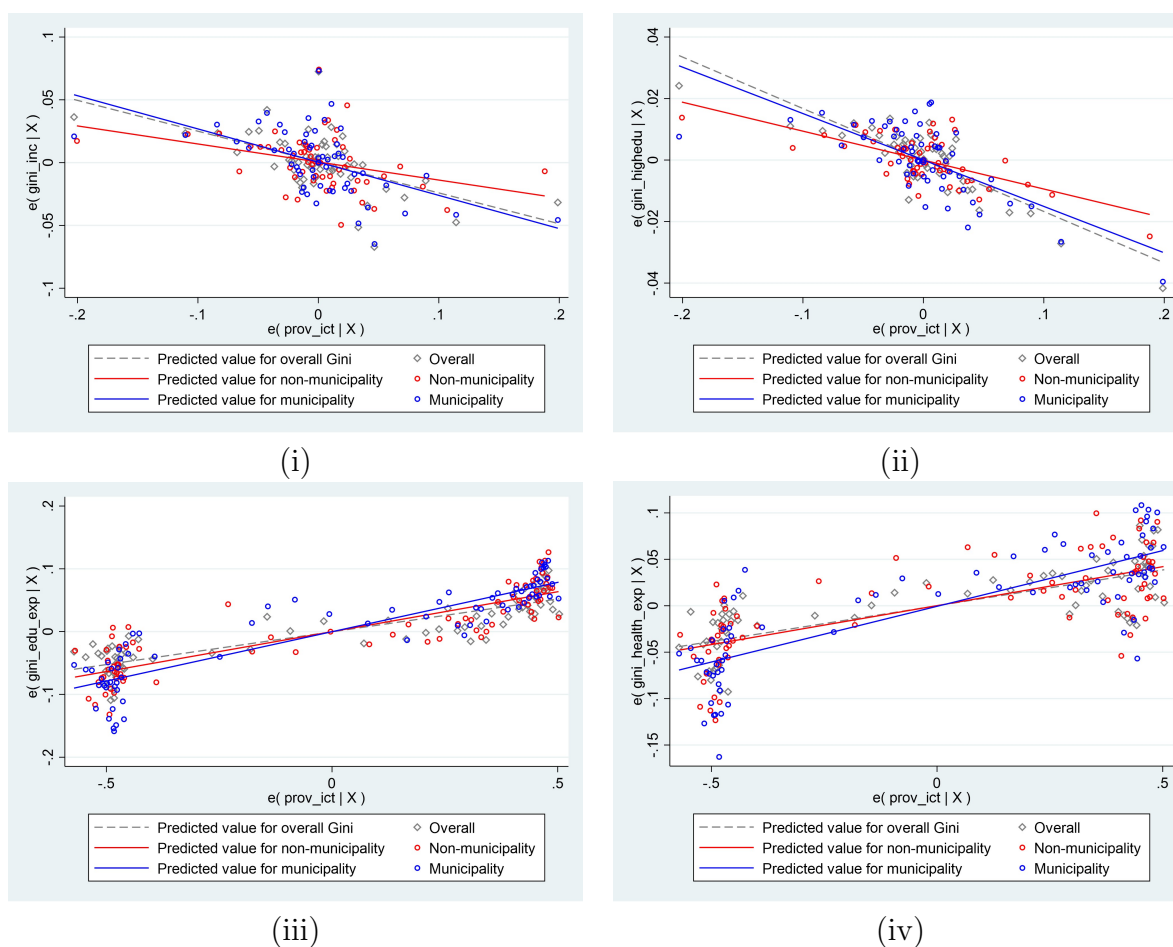 e( gini_inc | X )
.1
.05
0
-.05
-.1
-.2
-.1
0
.1
.2
e( prov_ict | X )
Predicted value for overall Gini
Overall
Predicted value for non-municipality
Non-municipality
Predicted value for municipality
Municipality
(i)
e( gini_highedu | X )
.04
.02
0
-.02
-.04
-.2
-.1
0
.1
.2
e( prov_ict | X )
Predicted value for overall Gini
Overall
Predicted value for non-municipality
Non-municipality
Predicted value for municipality
Municipality
(ii)
e( gini_edu_exp | X )
.2
.1
0
-.1
-.2
-.5
0
.5
e( prov_ict | X )
Predicted value for overall Gini
Overall
Predicted value for non-municipality
Non-municipality
Predicted value for municipality
Municipality
(iii)
e( gini_health_exp | X )
.1
.05
0
-.05
-.1
-.15
-.5
0
.5
e( prov_ict | X )
Predicted value for overall Gini
Overall
Predicted value for non-municipality
Non-municipality
Predicted value for municipality
Municipality
(iv)